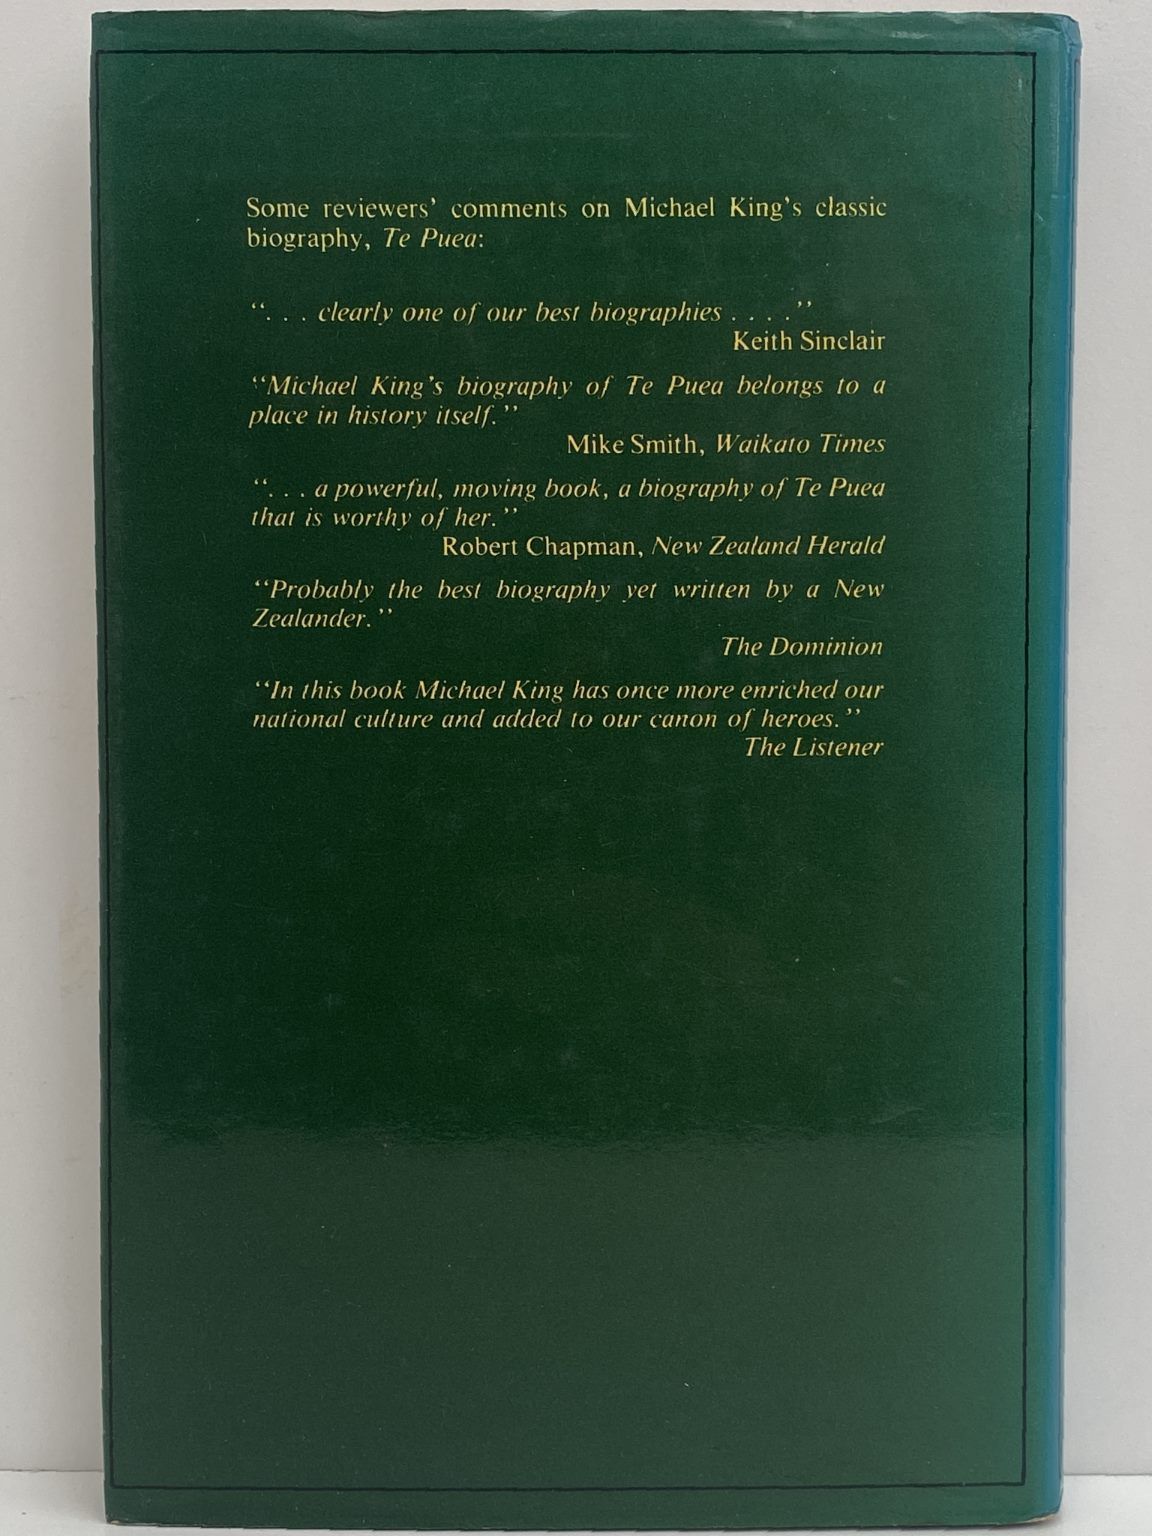 Some reviewers' comments on Michael King's classic
biography, Te Puea:
". . . clearly one of our best biographies . . . ."
Keith Sinclair
"Michael King's biography of Te Puea belongs to a
place in history itself."
Mike Smith, Waikato Times
". . . a powerful, moving book, a biography of Te Puea
that is worthy of her."
Robert Chapman, New Zealand Herald
"Probably the best biography yet written by a New
Zealander."
The Dominion
"In this book Michael King has once more enriched our
national culture and added to our canon of heroes."
The Listener